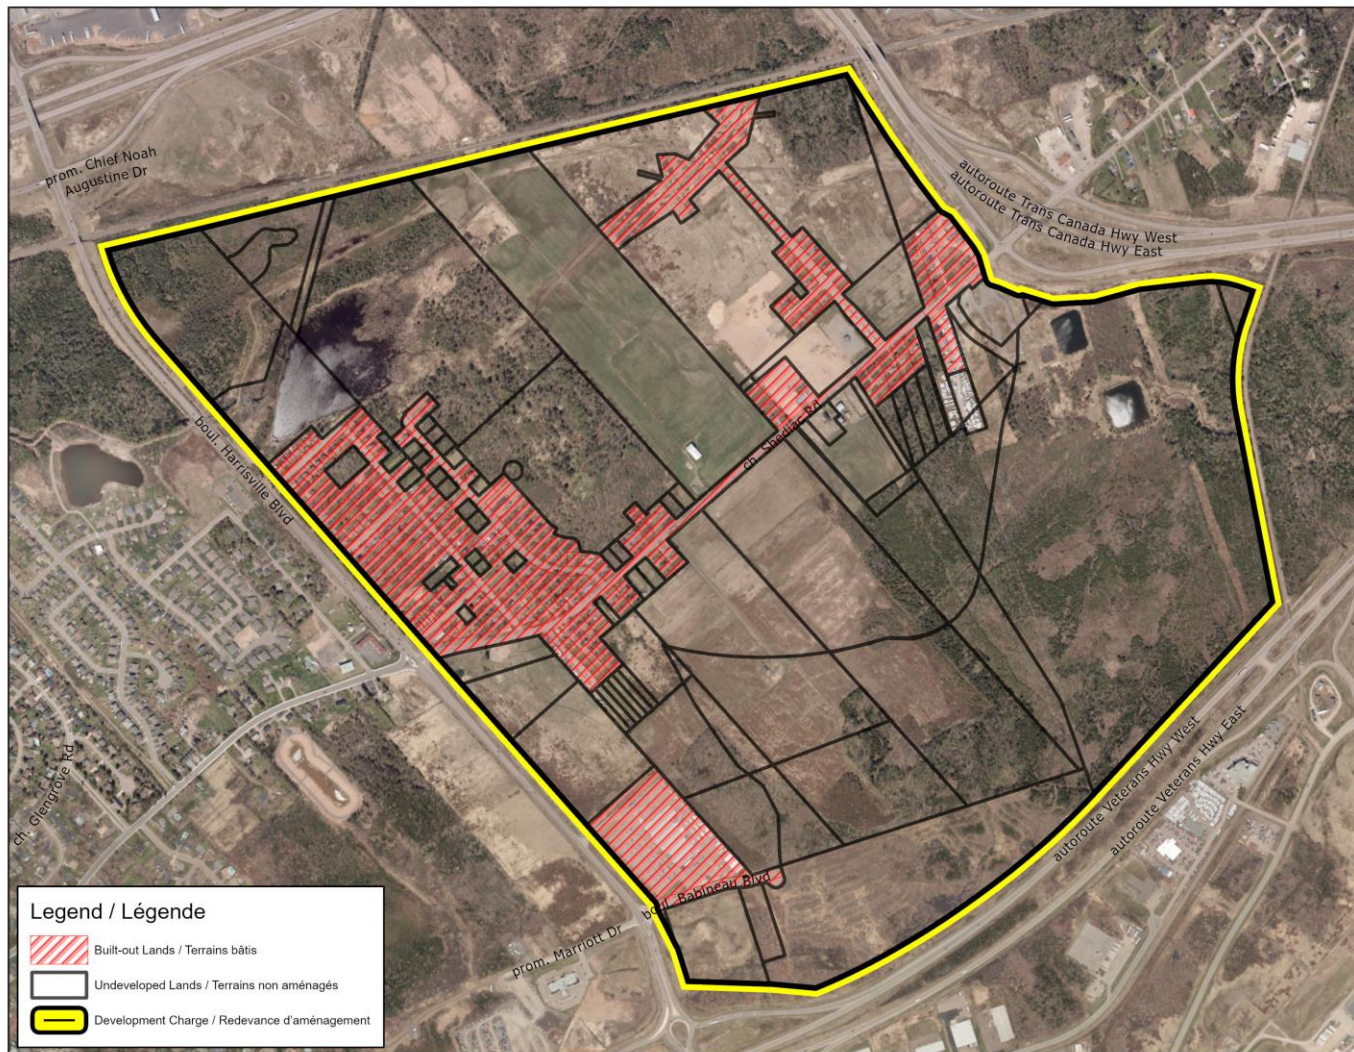 prom. Chief Noah
Augustine Dr
autoroute Trans Canada Hwy West
autoroute Trans Canada Hwy East
boul. Harrisville Blvd
ch. Shediac Rd
ch. Glengrove Rd
autoroute Veterans Hwy West
autoroute Veterans Hwy East
boul. Babineau Blvd
prom. Marriott Dr
Legend / Légende
Built-out Lands / Terrains bâtis
Undeveloped Lands / Terrains non aménagés
Development Charge / Redevance d'aménagement